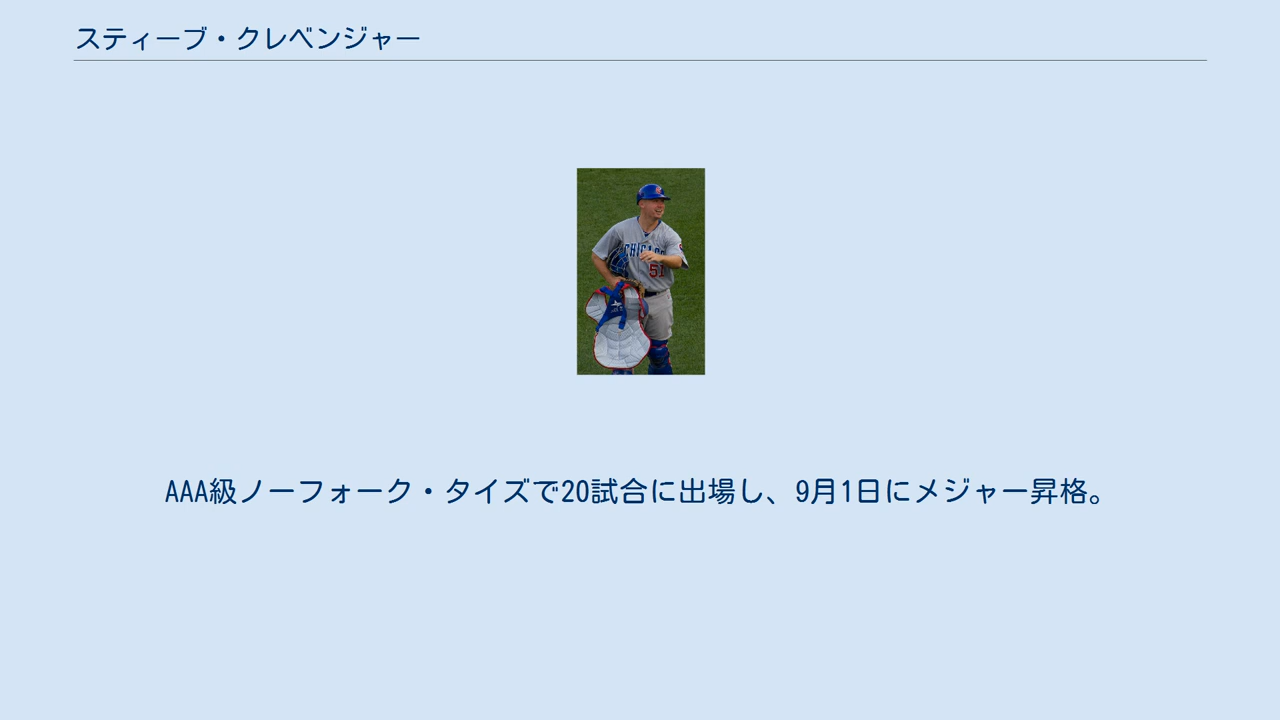 スティーブ・クレベンジャー
CHICAGO
51
AAA級ノーフォーク・タイズで20試合に出場し、9月1日にメジャー昇格。